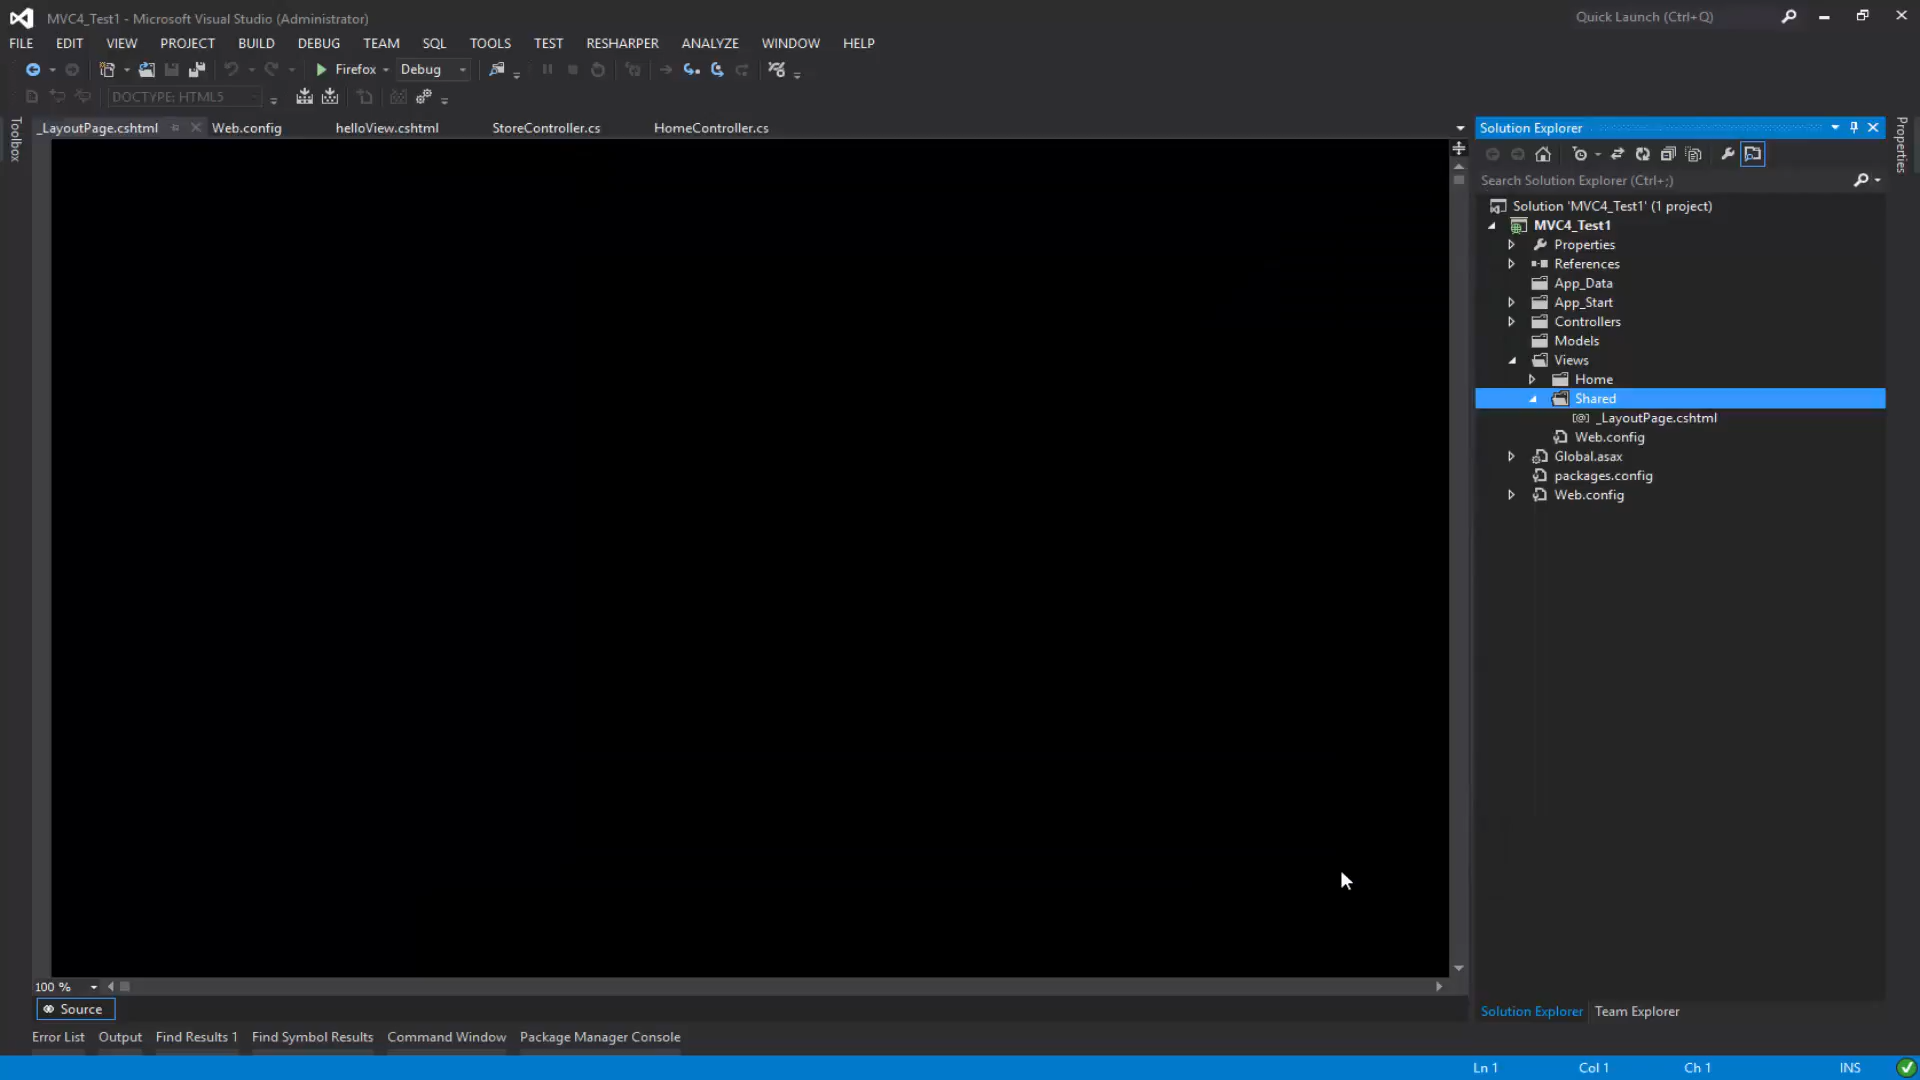 MVC4_Test1 - Microsoft Visual Studio (Administrator)
Quick Launch (Ctrl+Q)
FILE EDIT VIEW PROJECT BUILD DEBUG TEAM SQL TOOLS TEST RESHARPER ANALYZE WINDOW HELP
Firefox Debug
DOCTYPE: HTML5
Toolbox
_LayoutPage.cshtml Web.config helloView.cshtml StoreController.cs HomeController.cs
Solution Explorer
Properties
Search Solution Explorer (Ctrl+;)
Solution 'MVC4_Test1' (1 project)
MVC4_Test1
Properties
References
App_Data
App_Start
Controllers
Models
Views
Home
Shared
_LayoutPage.cshtml
Web.config
Global.asax
packages.config
Web.config
100 %
Source
Solution Explorer Team Explorer
Error List Output Find Results 1 Find Symbol Results Command Window Package Manager Console
Ln 1 Col 1 Ch 1 INS